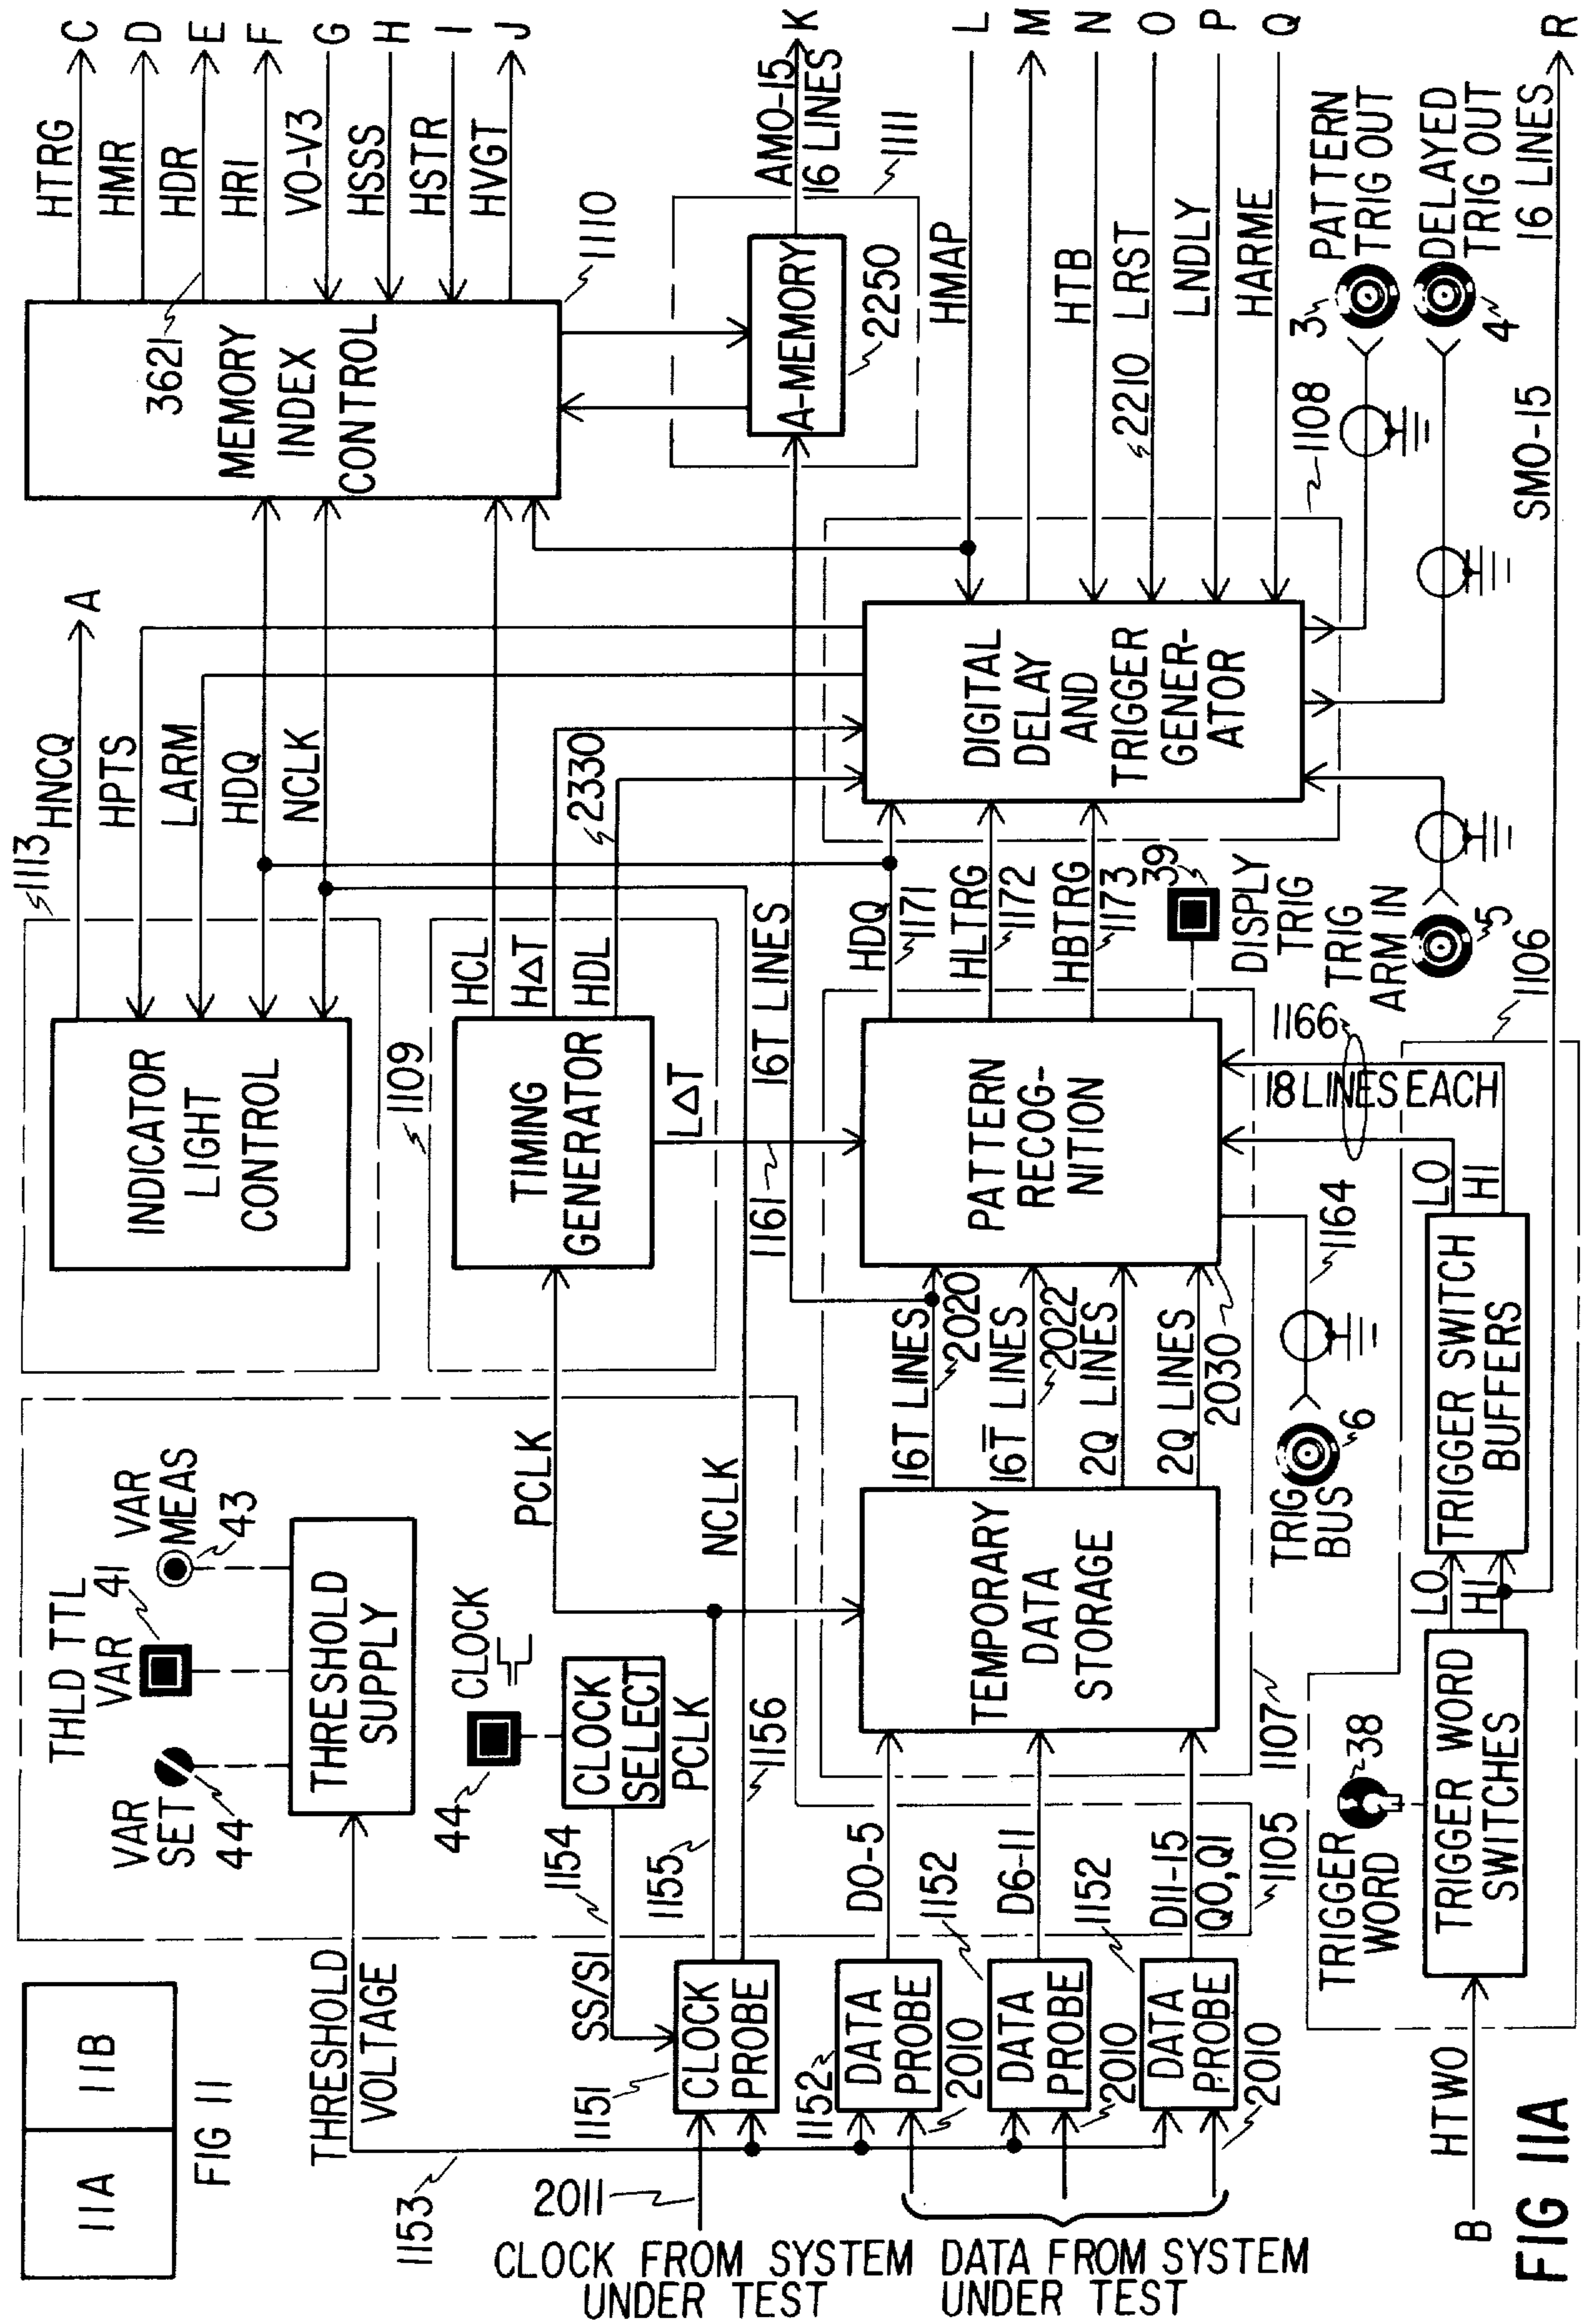 11A
11B
FIG 11
THRESHOLD
VOLTAGE
1153
VAR
SET
44
THLD TTL
VAR
41
VAR
MEAS
43
THRESHOLD
SUPPLY
1113
INDICATOR
LIGHT
CONTROL
HNCQ
A
HPTS
LARM
HDQ
NCLK
MEMORY
INDEX
CONTROL
3621
1110
HTRG
C
HMR
D
HDR
E
HRI
F
VO-V3
G
HSSS
H
HSTR
I
HVGT
J
44
CLOCK
CLOCK
SELECT
1154
SS/SI
1151
CLOCK
PROBE
1155
PCLK
1156
PCLK
NCLK
1109
TIMING
GENERATOR
HCL
H△T
HDL
2330
L△T
1161
16T LINES
A-MEMORY
2250
1111
AMO-15
16 LINES
K
2011
CLOCK FROM SYSTEM
UNDER TEST
DATA FROM SYSTEM
UNDER TEST
1152
DATA
PROBE
2010
1152
DATA
PROBE
2010
1152
DATA
PROBE
2010
DO-5
D6-11
D11-15
QO,Q1
1105
1107
TEMPORARY
DATA
STORAGE
16T LINES
2020
16T̅ LINES
2022
2Q LINES
2Q LINES
2030
PATTERN
RECOG-
NITION
HDQ
1171
HLTRG
1172
HBTRG
1173
39
DISPLY
TRIG
DIGITAL
DELAY
AND
TRIGGER
GENER-
ATOR
1108
HMAP
L
M
HTB
N
2210 LRST
O
LNDLY
P
HARME
Q
3
PATTERN
TRIG OUT
4
DELAYED
TRIG OUT
TRIG
ARM IN
5
TRIG
BUS
6
1164
1166
18 LINES EACH
1106
TRIGGER
WORD
38
TRIGGER WORD
SWITCHES
LO
HI
TRIGGER SWITCH
BUFFERS
LO
HI
SMO-15
16 LINES
R
B
HTWO
FIG 11A